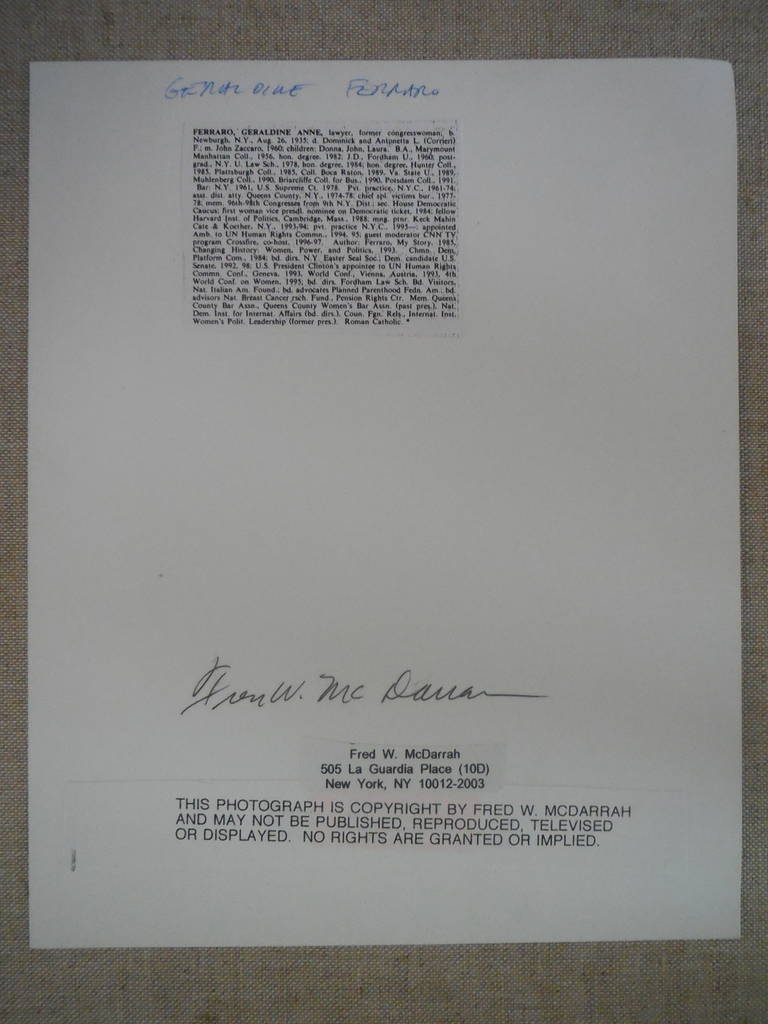 GERALDINE FERRARO
FERRARO, GERALDINE ANNE, lawyer, former congresswoman; b.
Newburgh, N.Y., Aug. 26, 1935; d. Dominick and Antonetta L. (Corrieri)
F.; m. John Zaccaro, 1960; children: Donna, John, Laura. B.A., Marymount
Manhattan Coll., 1956, hon. degree, 1982; J.D., Fordham U., 1960; post-
grad., N.Y. U. Law Sch., 1978, hon. degree, 1984; hon. degree, Hunter Coll.,
1985, Plattsburgh Coll., 1985, Coll. Boca Raton, 1989, Va. State U., 1989,
Muhlenberg Coll., 1990, Briarcliffe Coll. for Bus., 1990, Potsdam Coll., 1991.
Bar: N.Y. 1961, U.S. Supreme Ct. 1978. Pvt. practice, N.Y.C., 1961-74;
asst. dist. atty. Queens County, N.Y., 1974-78; chief spl. victims bur., 1977-
78; mem. 96th-98th Congresses from 9th N.Y. Dist.; sec. House Democratic
Caucus; first woman vice presdl. nominee on Democratic ticket, 1984; fellow
Harvard Inst. of Politics, Cambridge, Mass., 1988; mng. ptnr. Keck Mahin
Cate & Koether, N.Y., 1993-94; pvt. practice N.Y.C., 1995—; appointed
Amb. to UN Human Rights Commn., 1994, 95; guest moderator CNN TV
program Crossfire, co-host, 1996-97. Author: Ferraro, My Story, 1985,
Changing History: Women, Power, and Politics, 1993. Chmn. Dem.
Platform Com., 1984; bd. dirs. N.Y. Easter Seal Soc.; Dem. candidate U.S.
Senate, 1992, 98; U.S. President Clinton's appointee to UN Human Rights
Commn. Conf., Geneva, 1993, World Conf., Vienna, Austria, 1993, 4th
World Conf. on Women, 1995; bd. dirs. Fordham Law Sch. Bd. Visitors,
Nat. Italian Am. Found.; bd. advocates Planned Parenthood Fedn. Am.; bd.
advisors Nat. Breast Cancer rsch. Fund., Pension Rights Ctr. Mem. Queens
County Bar Assn., Queens County Women's Bar Assn. (past pres.), Nat.
Dem. Inst. for Internat. Affairs (bd. dirs.), Coun. Fgn. Rels., Internat. Inst.
Women's Polit. Leadership (former pres.). Roman Catholic. *
Fred W. McDarrah
Fred W. McDarrah
505 La Guardia Place (10D)
New York, NY 10012-2003
THIS PHOTOGRAPH IS COPYRIGHT BY FRED W. MCDARRAH
AND MAY NOT BE PUBLISHED, REPRODUCED, TELEVISED
OR DISPLAYED. NO RIGHTS ARE GRANTED OR IMPLIED.